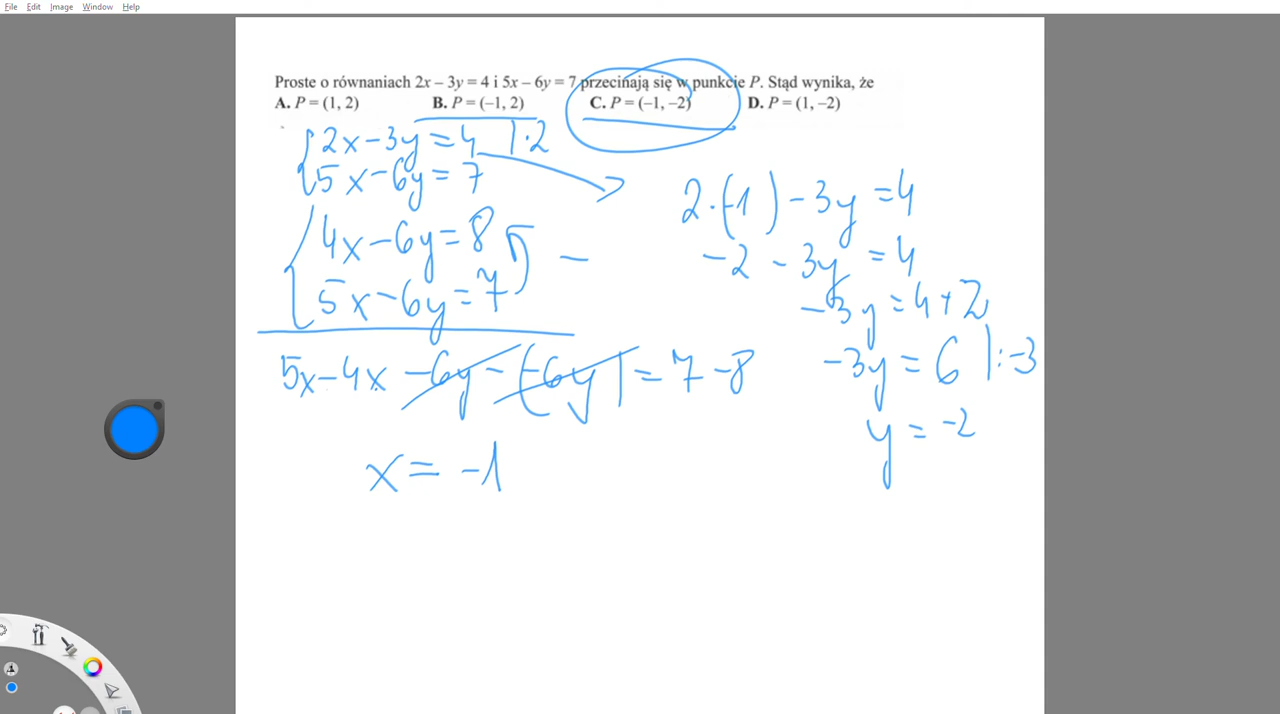 File Edit Image Window Help
Proste o równaniach 2x – 3y = 4 i 5x – 6y = 7 przecinają się w punkcie P. Stąd wynika, że
A. P = (1, 2) B. P = (–1, 2) C. P = (–1, –2) D. P = (1, –2)
2x-3y=4 |·2
5x-6y=7
4x-6y=8
5x-6y=7
-
5x-4x-6y-(-6y)=7-8
x=-1
2·(-1)-3y=4
-2-3y=4
-3y=4+2
-3y=6 |:-3
y=-2